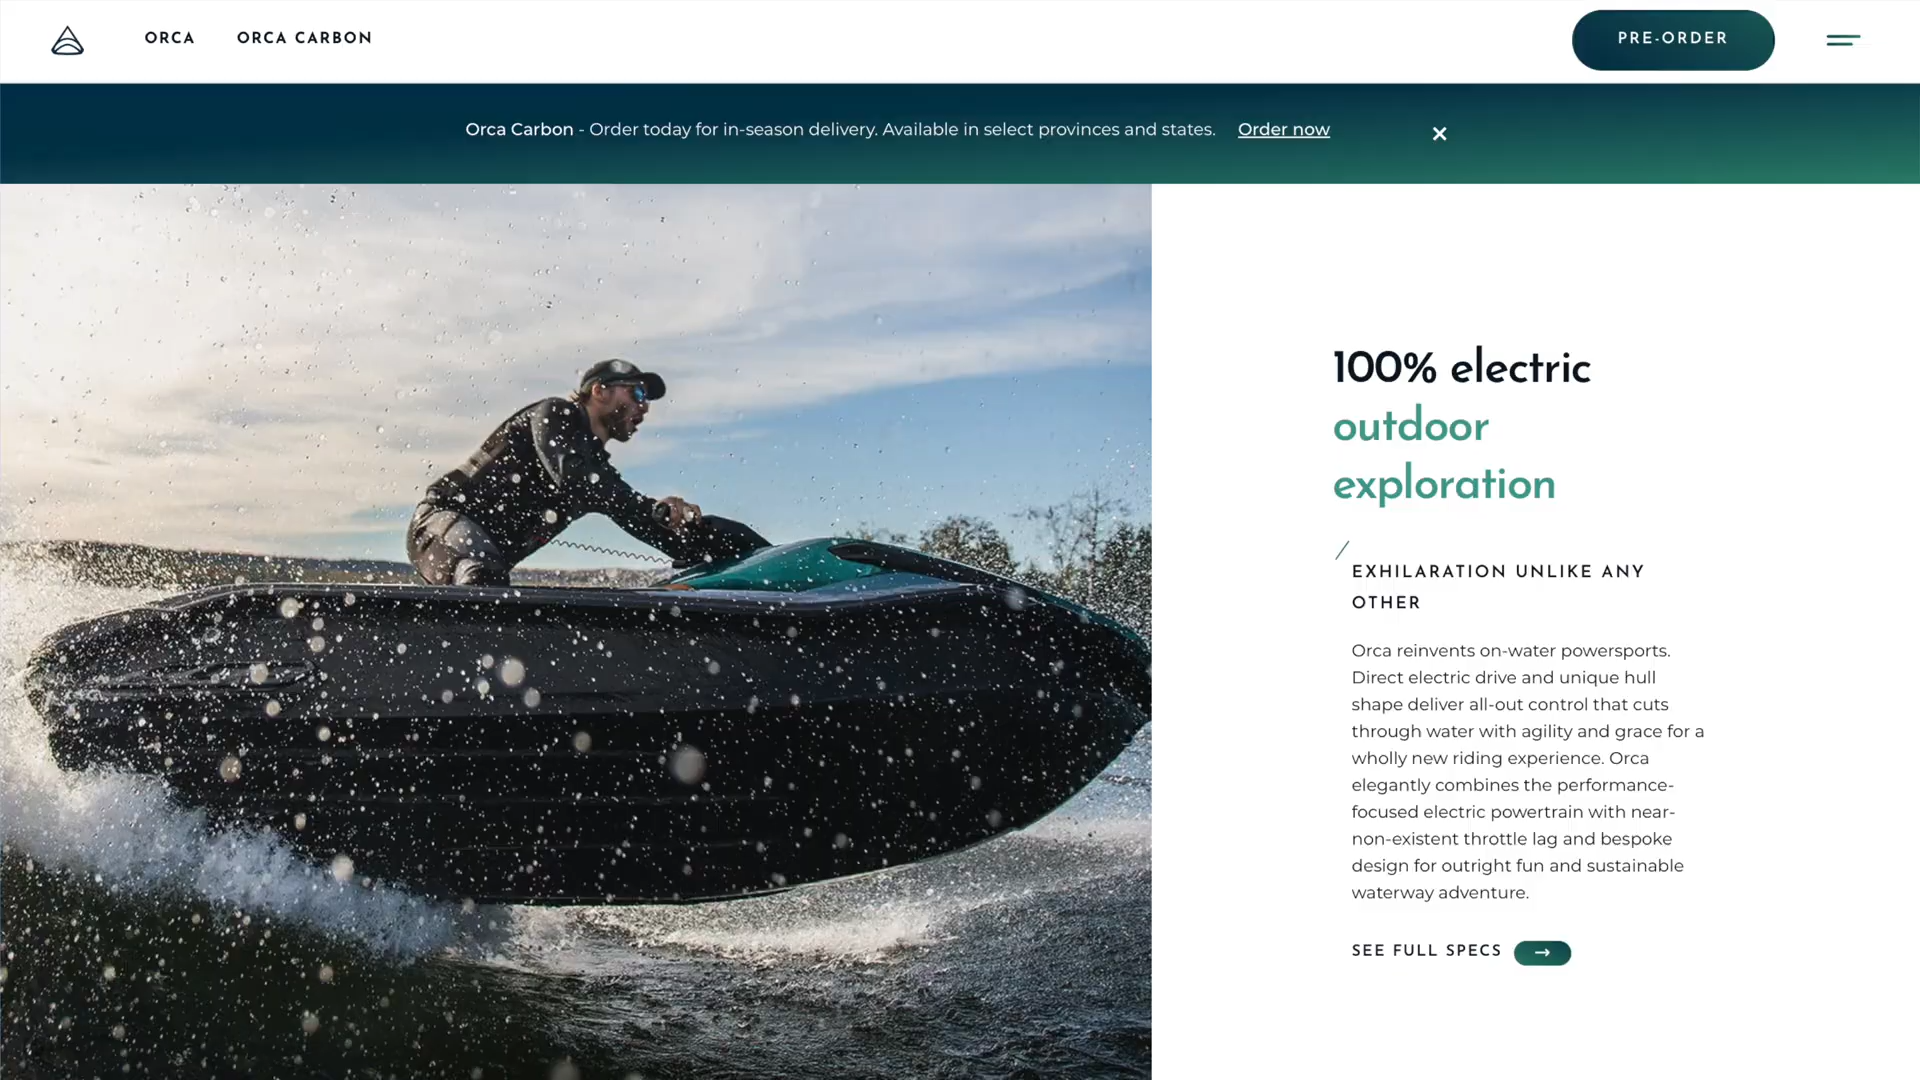 ORCA
ORCA CARBON
PRE-ORDER
Orca Carbon - Order today for in-season delivery. Available in select provinces and states. Order now
100% electric
outdoor
exploration
EXHILARATION UNLIKE ANY
OTHER
Orca reinvents on-water powersports.
Direct electric drive and unique hull
shape deliver all-out control that cuts
through water with agility and grace for a
wholly new riding experience. Orca
elegantly combines the performance-
focused electric powertrain with near-
non-existent throttle lag and bespoke
design for outright fun and sustainable
waterway adventure.
SEE FULL SPECS